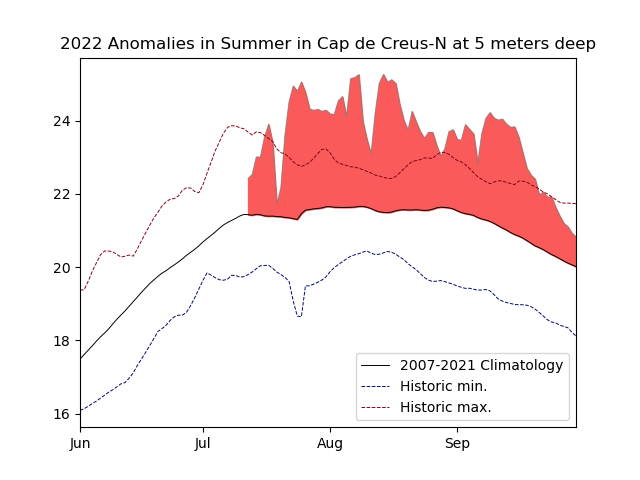 2022 Anomalies in Summer in Cap de Creus-N at 5 meters deep
24
22
20
18
16
Jun Jul Aug Sep
2007-2021 Climatology
Historic min.
Historic max.